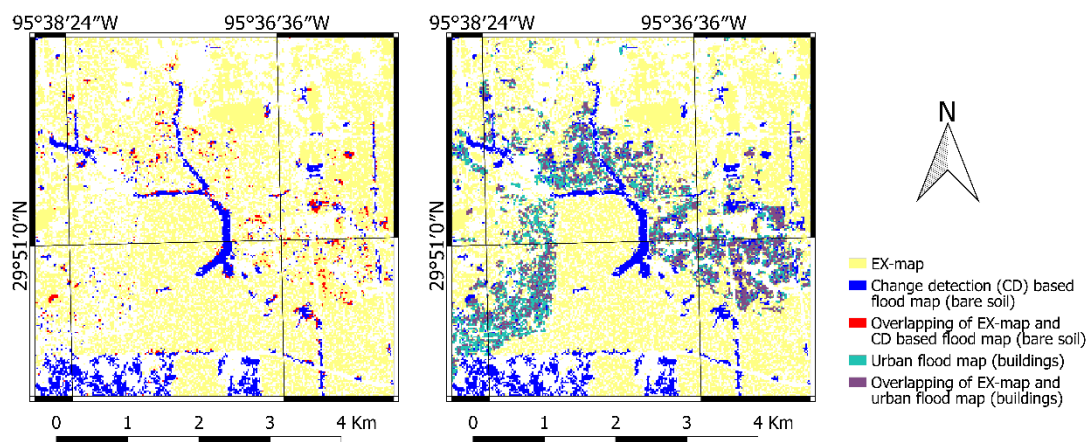 95°38′24″W 95°36′36″W 95°38′24″W 95°36′36″W
29°51′0″N
29°51′0″N
N
EX-map
Change detection (CD) based
flood map (bare soil)
Overlapping of EX-map and
CD based flood map (bare soil)
Urban flood map (buildings)
Overlapping of EX-map and
urban flood map (buildings)
0 1 2 3 4 Km
0 1 2 3 4 Km